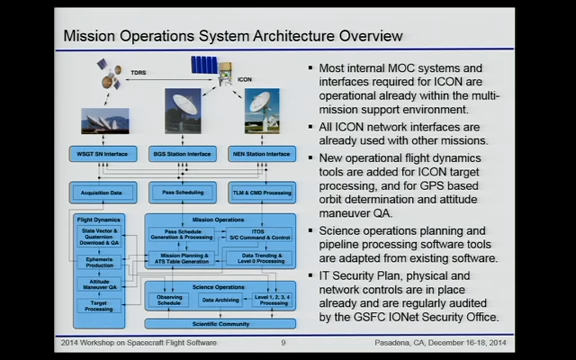 Mission Operations System Architecture Overview
TDRS
ICON
WSGT SN Interface
BGS Station Interface
NEN Station Interface
Acquisition Data
Pass Scheduling
TLM & CMD Processing
Flight Dynamics
State Vector &
Quaternion
Download & QA
Ephemeris
Production
Attitude
Maneuver QA
Target
Processing
Mission Operations
Pass Schedule
Generation & Processing
ITOS
S/C Command & Control
Mission Planning &
ATS Table Generation
Data Trending &
Level 0 Processing
Science Operations
Observing
Schedule
Data Archiving
Level 1, 2, 3, 4
Processing
Scientific Community
▪ Most internal MOC systems and
interfaces required for ICON are
operational already within the multi-
mission support environment.
▪ All ICON network interfaces are
already used with other missions.
▪ New operational flight dynamics
tools are added for ICON target
processing, and for GPS based
orbit determination and attitude
maneuver QA.
▪ Science operations planning and
pipeline processing software tools
are adapted from existing software.
▪ IT Security Plan, physical and
network controls are in place
already and are regularly audited
by the GSFC IONet Security Office.
2014 Workshop on Spacecraft Flight Software
9
Pasadena, CA, December 16-18, 2014